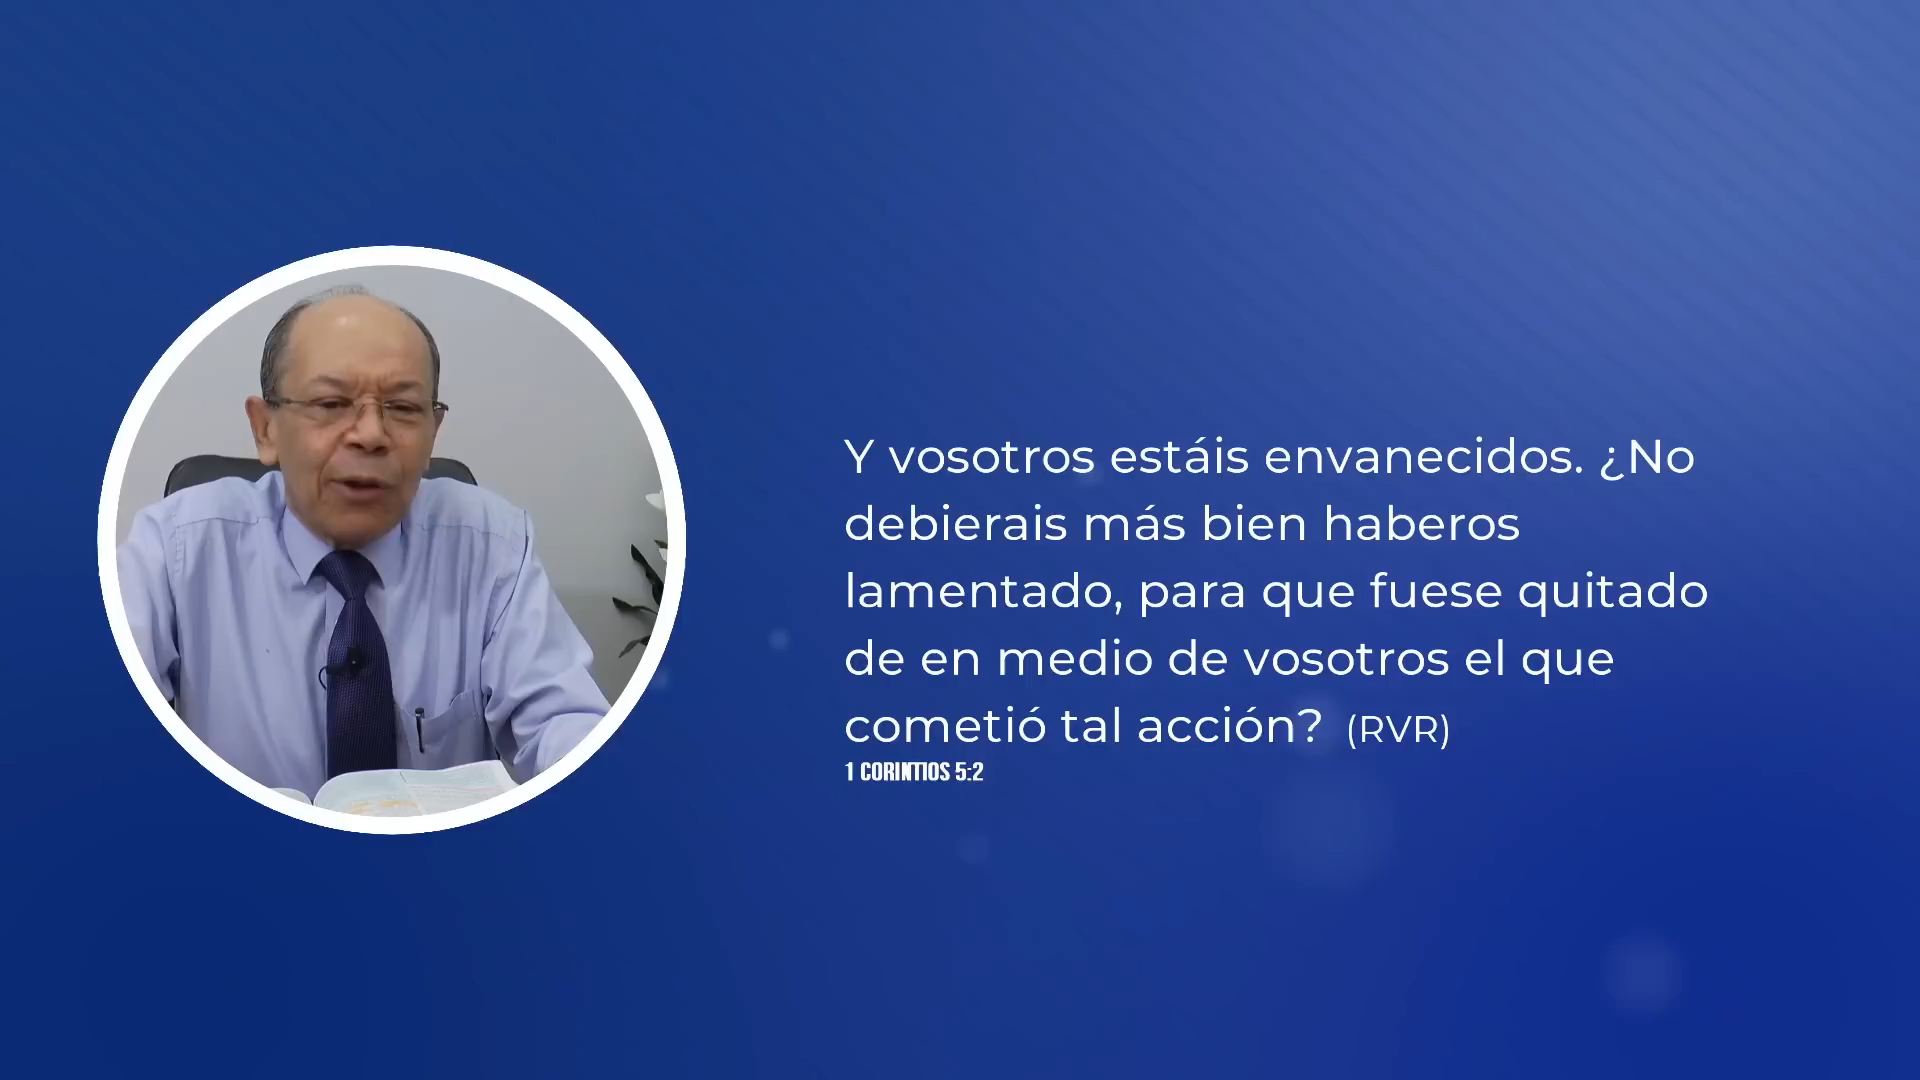 Y vosotros estáis envanecidos. ¿No
debierais más bien haberos
lamentado, para que fuese quitado
de en medio de vosotros el que
cometió tal acción? (RVR)
1 CORINTIOS 5:2